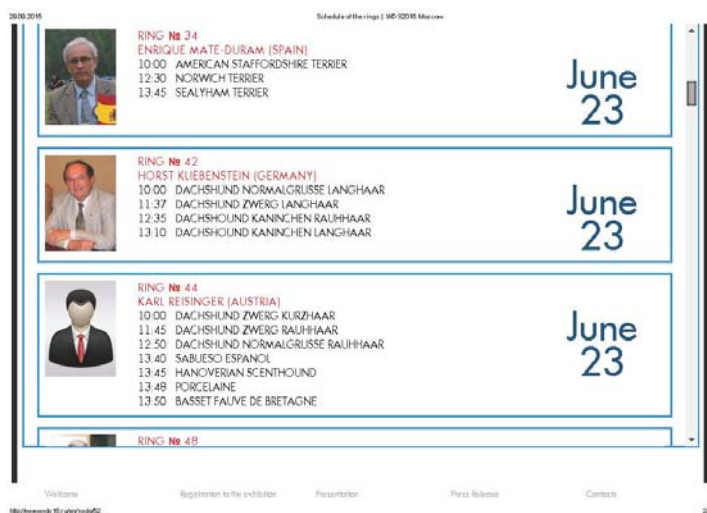 Schedule of the rings | WDS2016 Moscow
RING № 34
ENRIQUE MATE-DURAM (SPAIN)
10:00 AMERICAN STAFFORDSHIRE TERRIER
12:30 NORWICH TERRIER
13:45 SEALYHAM TERRIER
June
23
RING № 42
HORST KLIEBENSTEIN (GERMANY)
10:00 DACHSHUND NORMALGRUSSE LANGHAAR
11:37 DACHSHUND ZWERG LANGHAAR
12:35 DACHSHOUND KANINCHEN RAUHHAAR
13:10 DACHSHOUND KANINCHEN LANGHAAR
June
23
RING № 44
KARL REISINGER (AUSTRIA)
10:00 DACHSHUND ZWERG KURZHAAR
11:45 DACHSHUND ZWERG RAUHHAAR
12:50 DACHSHUND NORMALGRUSSE RAUHHAAR
13:40 SABUESO ESPANOL
13:45 HANOVERIAN SCENTHOUND
13:48 PORCELAINE
13:50 BASSET FAUVE DE BRETAGNE
June
23
RING № 48
Welcome
Registration to the exhibition
Presentation
Press Release
Contacts